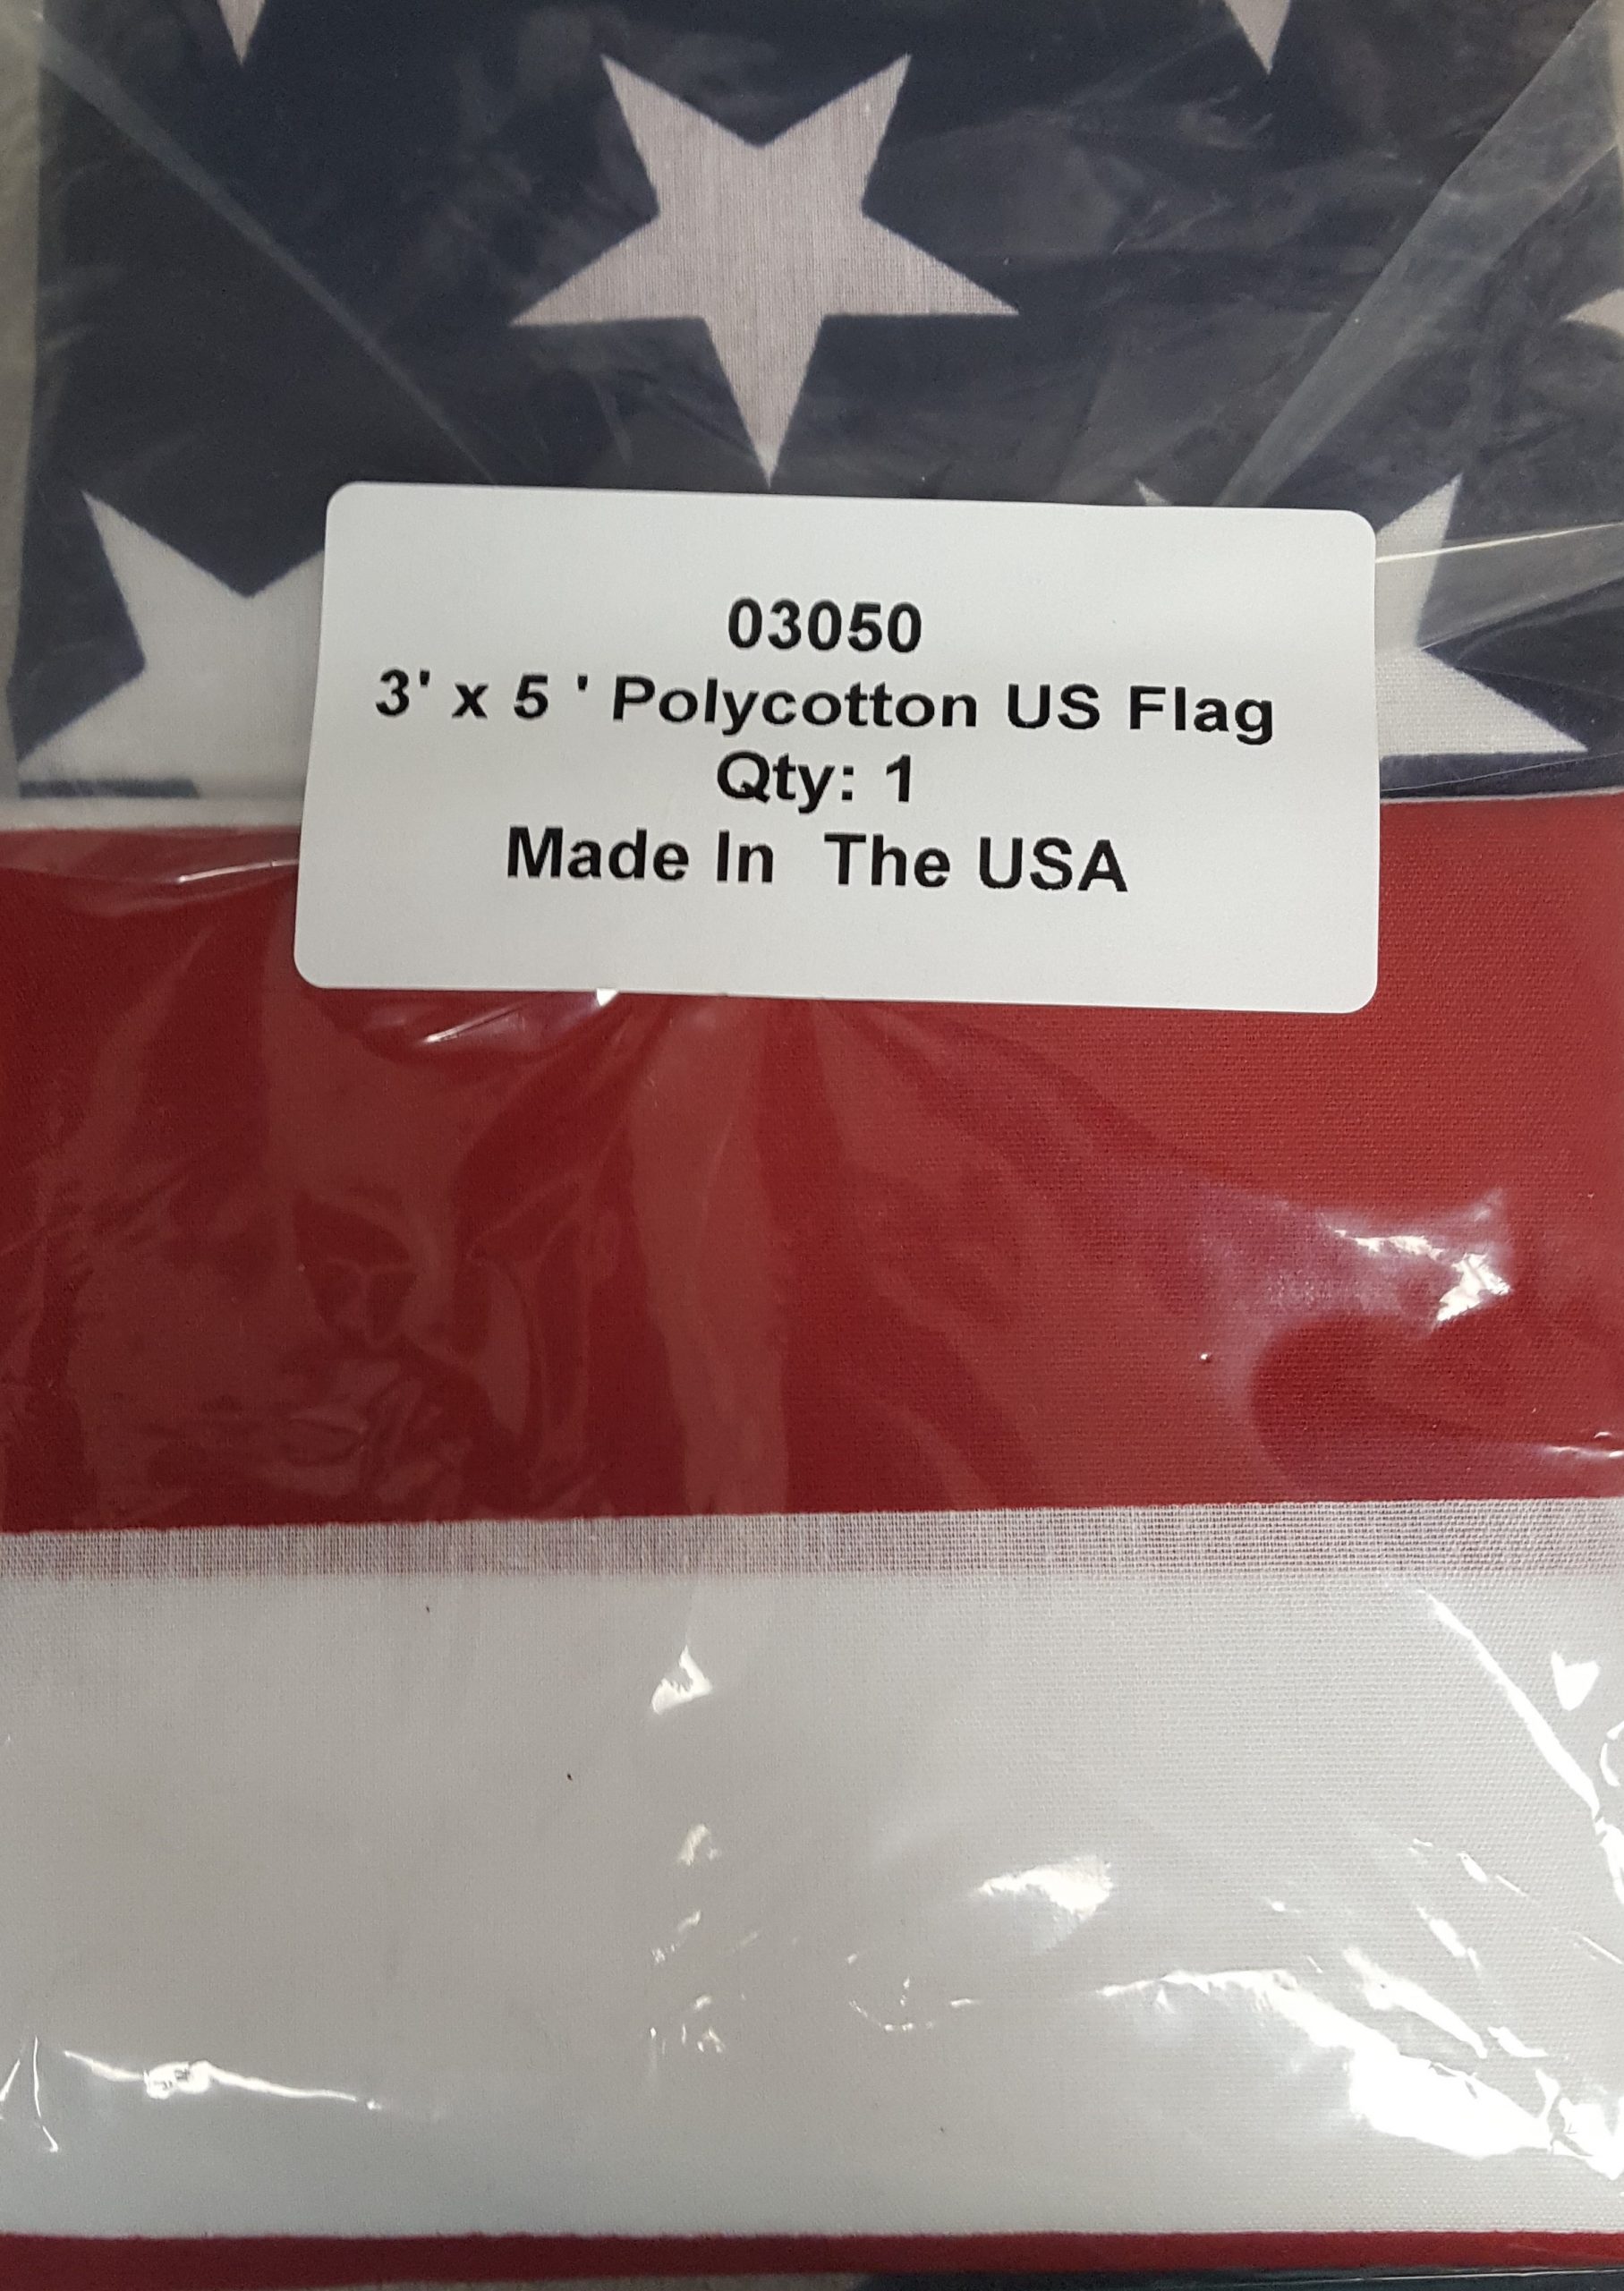 03050
3' x 5 ' Polycotton US Flag
Qty: 1
Made In  The USA